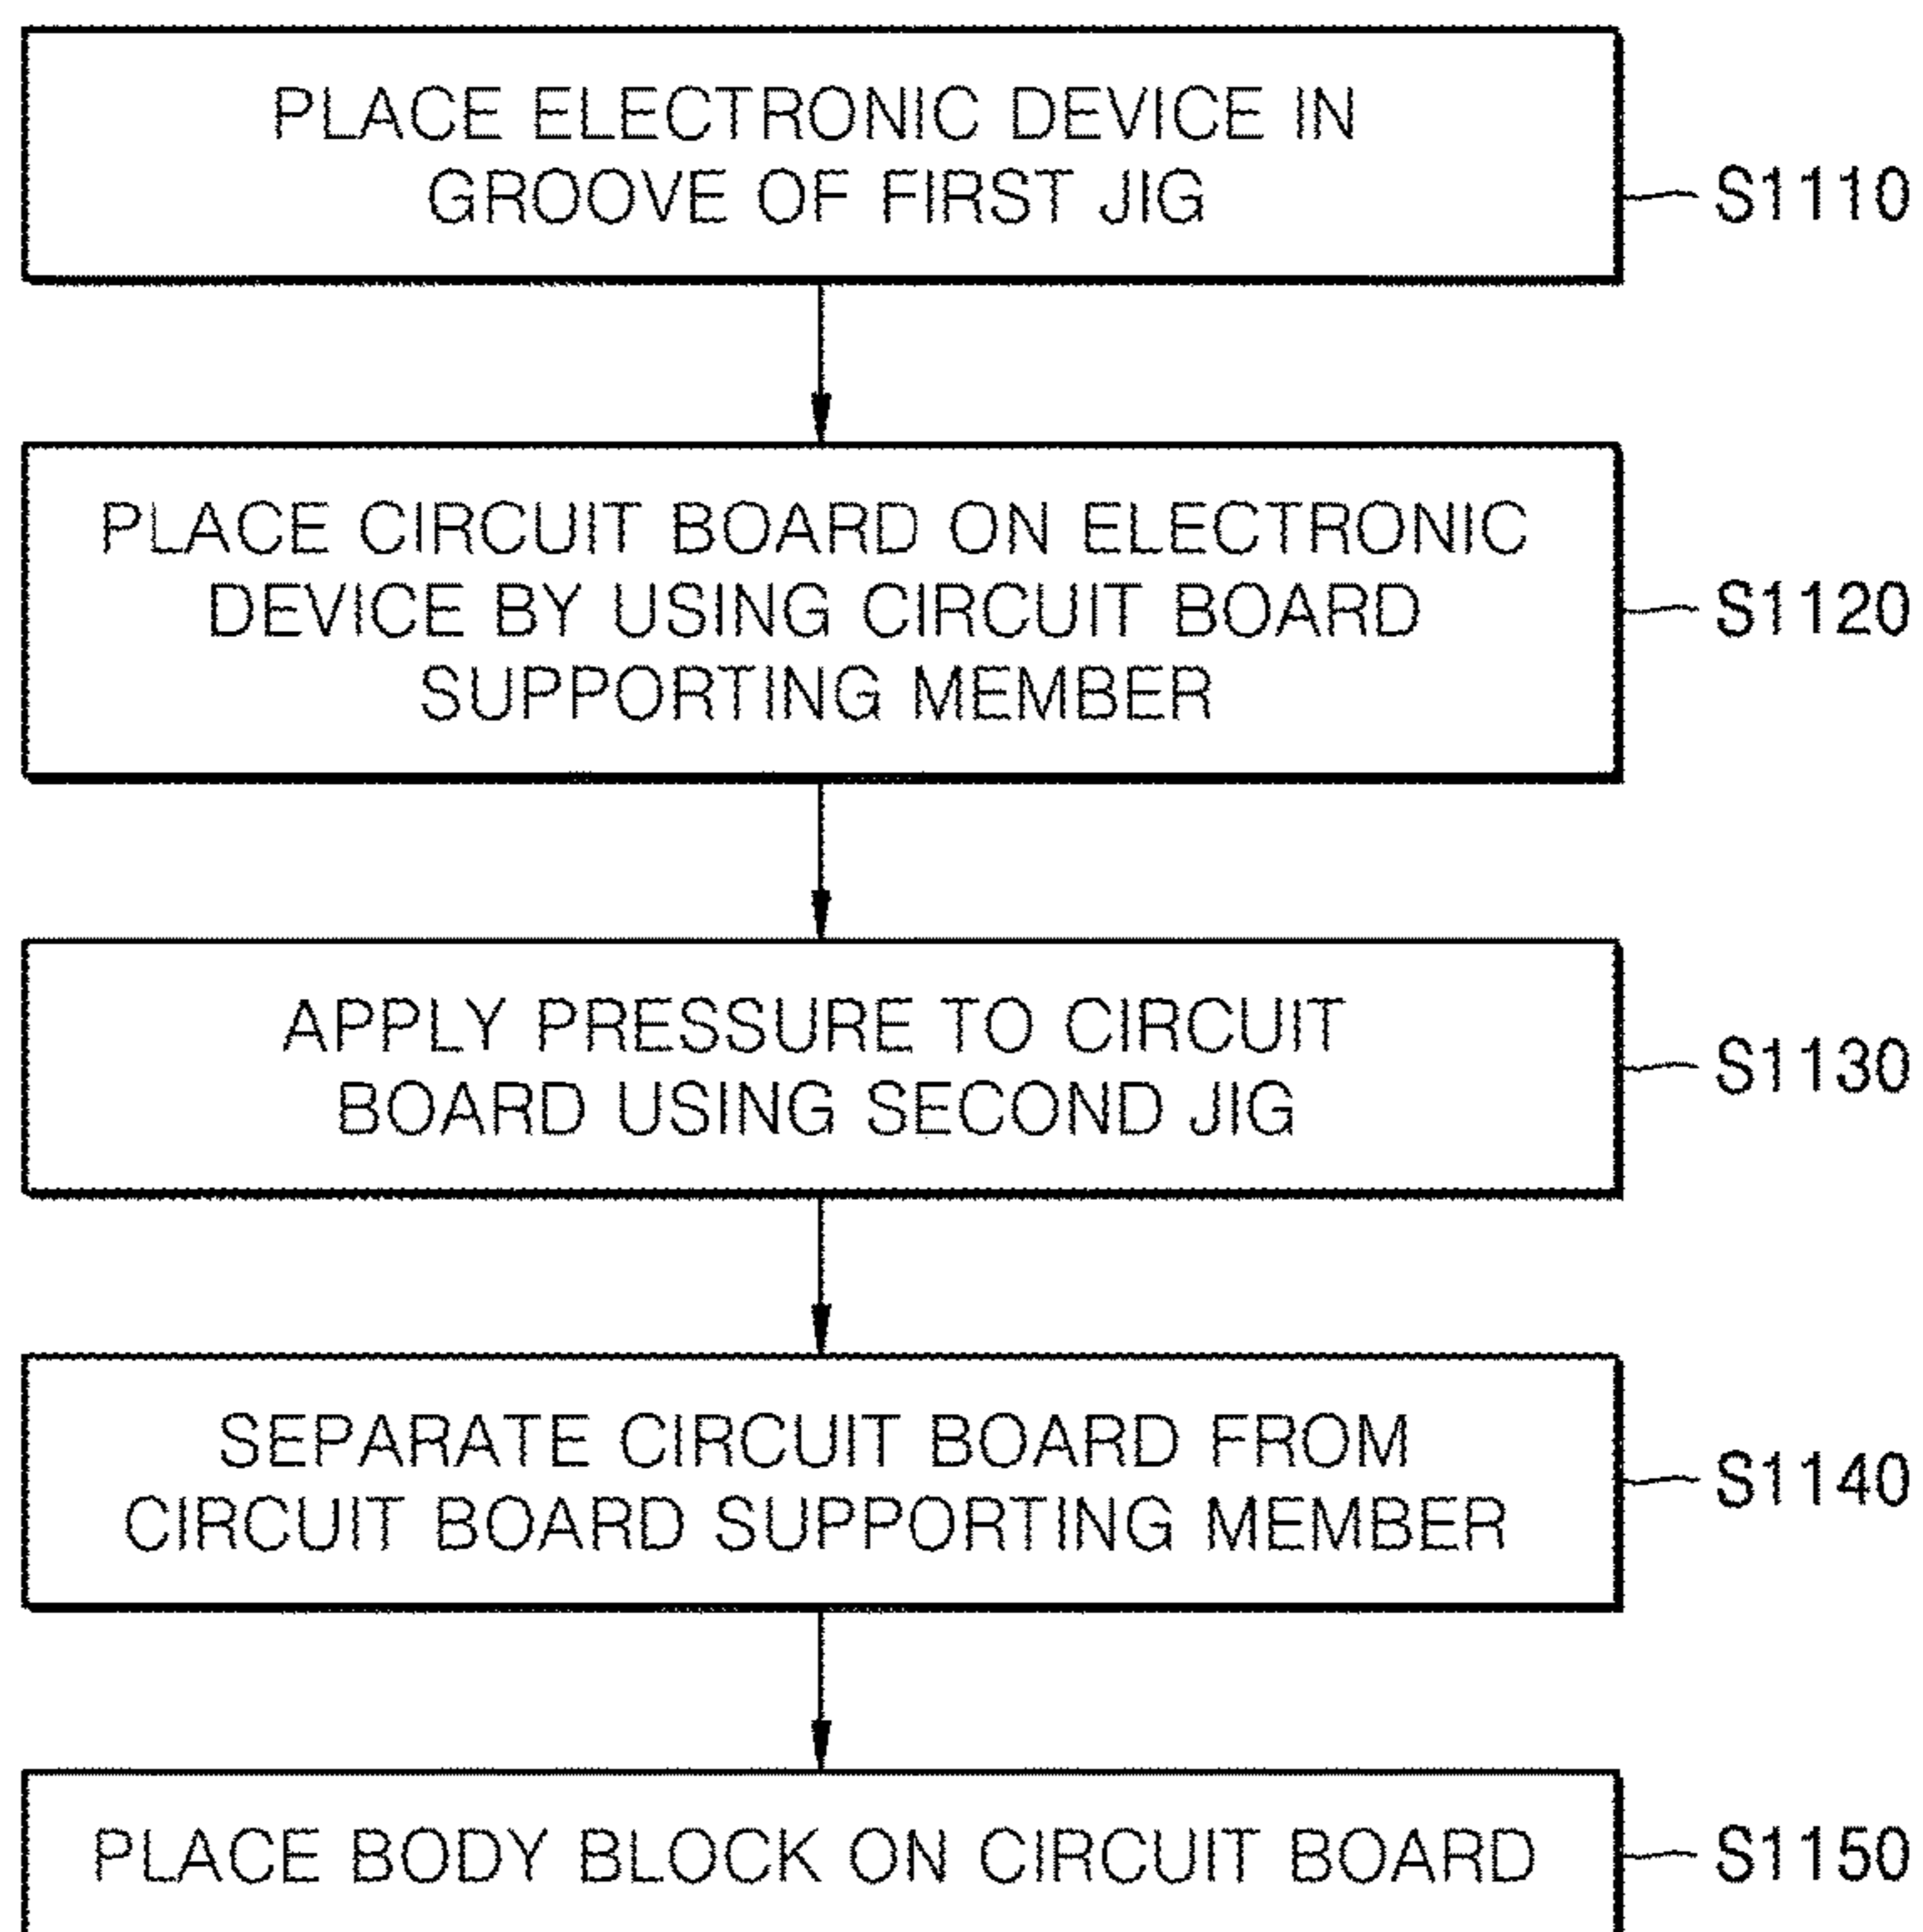 PLACE ELECTRONIC DEVICE IN
GROOVE OF FIRST JIG
S1110
PLACE CIRCUIT BOARD ON ELECTRONIC
DEVICE BY USING CIRCUIT BOARD
SUPPORTING MEMBER
S1120
APPLY PRESSURE TO CIRCUIT
BOARD USING SECOND JIG
S1130
SEPARATE CIRCUIT BOARD FROM
CIRCUIT BOARD SUPPORTING MEMBER
S1140
PLACE BODY BLOCK ON CIRCUIT BOARD
S1150